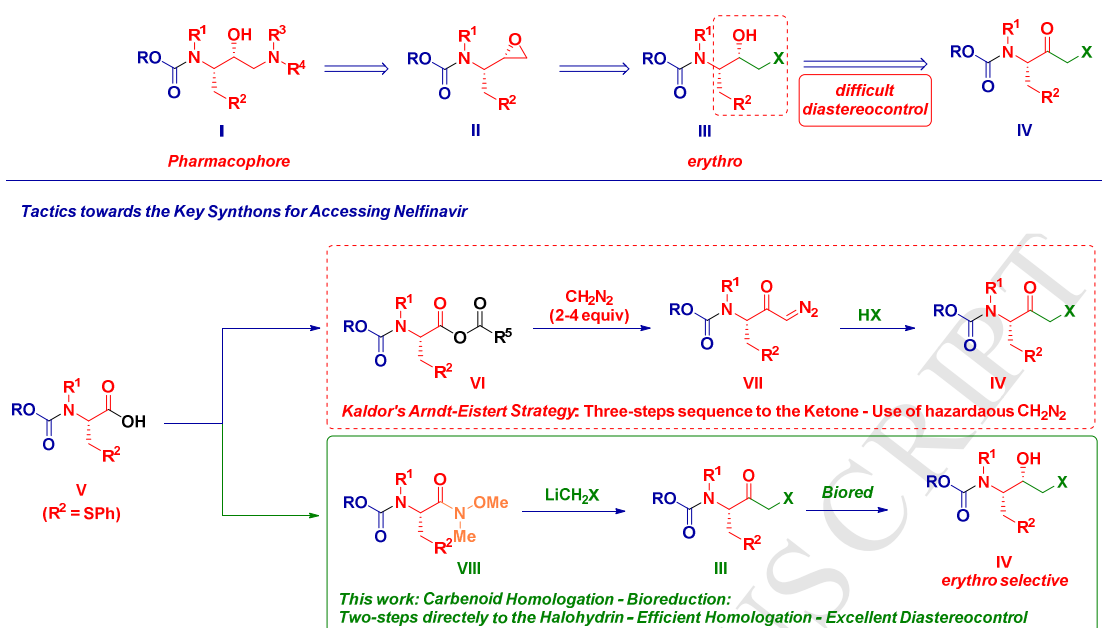 R¹ OH R³
RO N N R⁴
O R²
I
Pharmacophore
R¹ O
RO N
O R²
II
R¹ OH
RO N X
O R²
III
erythro
difficult
diastereocontrol
R¹ O
RO N X
O R²
IV
Tactics towards the Key Synthons for Accessing Nelfinavir
R¹ O
RO N OH
O R²
V
(R² = SPh)
R¹ O O
RO N O R⁵
O R²
VI
CH₂N₂
(2-4 equiv)
R¹ O
RO N N₂
O R²
VII
HX
R¹ O
RO N X
O R²
IV
Kaldor's Arndt-Eistert Strategy: Three-steps sequence to the Ketone - Use of hazardaous CH₂N₂
R¹ O
RO N N OMe
O R² Me
VIII
LiCH₂X
R¹ O
RO N X
O R²
III
Biored
R¹ OH
RO N X
O R²
IV
erythro selective
This work: Carbenoid Homologation - Bioreduction:
Two-steps directely to the Halohydrin - Efficient Homologation - Excellent Diastereocontrol
USCRIPT